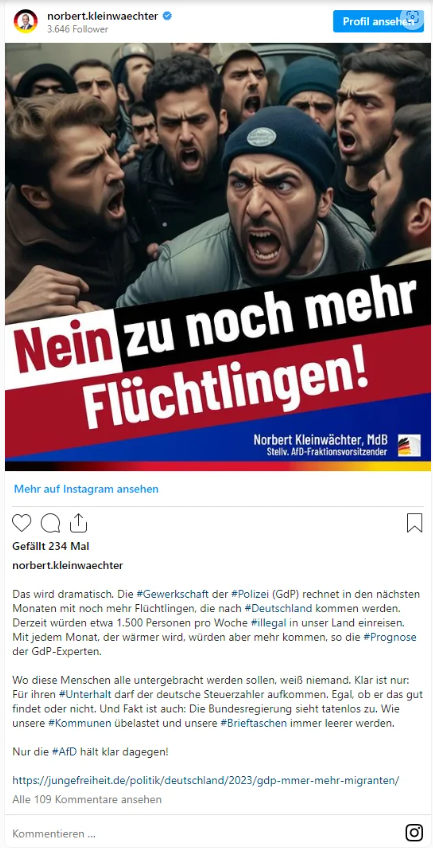 norbert.kleinwaechter
3.646 Follower
Profil ansehen
Nein zu noch mehr
Flüchtlingen!
Norbert Kleinwächter, MdB
Stellv. AfD-Fraktionsvorsitzender
Mehr auf Instagram ansehen
Gefällt 234 Mal
norbert.kleinwaechter
Das wird dramatisch. Die #Gewerkschaft der #Polizei (GdP) rechnet in den nächsten
Monaten mit noch mehr Flüchtlingen, die nach #Deutschland kommen werden.
Derzeit würden etwa 1.500 Personen pro Woche #illegal in unser Land einreisen.
Mit jedem Monat, der wärmer wird, würden aber mehr kommen, so die #Prognose
der GdP-Experten.
Wo diese Menschen alle untergebracht werden sollen, weiß niemand. Klar ist nur:
Für ihren #Unterhalt darf der deutsche Steuerzahler aufkommen. Egal, ob er das gut
findet oder nicht. Und Fakt ist auch: Die Bundesregierung sieht tatenlos zu. Wie
unsere #Kommunen übelastet und unsere #Brieftaschen immer leerer werden.
Nur die #AfD hält klar dagegen!
https://jungefreiheit.de/politik/deutschland/2023/gdp-mmer-mehr-migranten/
Alle 109 Kommentare ansehen
Kommentieren ...